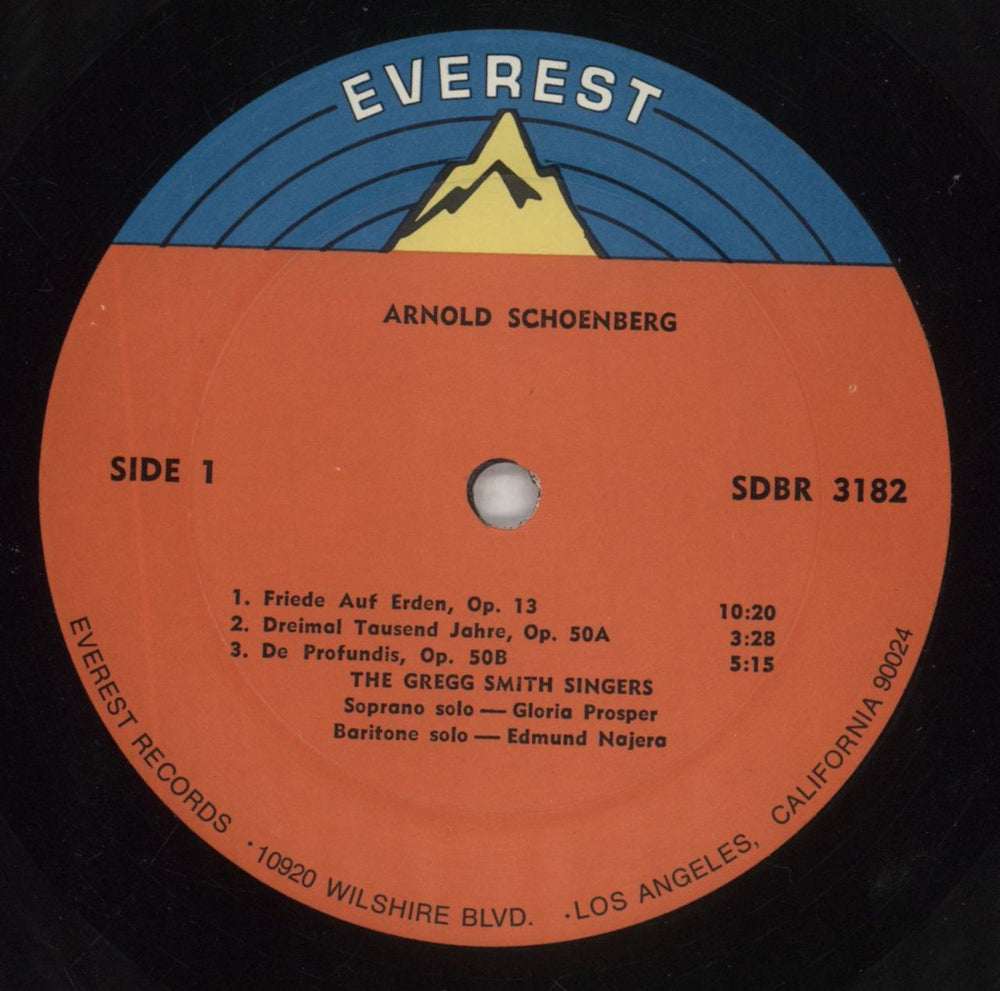 EVEREST
ARNOLD SCHOENBERG
SIDE 1
SDBR 3182
1. Friede Auf Erden, Op. 13 10:20
2. Dreimal Tausend Jahre, Op. 50A 3:28
3. De Profundis, Op. 50B 5:15
THE GREGG SMITH SINGERS
Soprano solo — Gloria Prosper
Baritone solo — Edmund Najera
EVEREST RECORDS · 10920 WILSHIRE BLVD. · LOS ANGELES, CALIFORNIA 90024